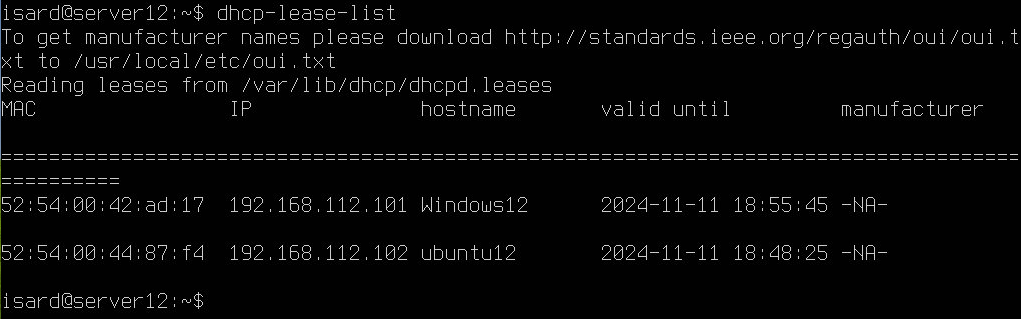 isard@server12:~$ dhcp-lease-list
To get manufacturer names please download http://standards.ieee.org/regauth/oui/oui.t
xt to /usr/local/etc/oui.txt
Reading leases from /var/lib/dhcp/dhcpd.leases
MAC                IP              hostname       valid until         manufacturer
=====================================================================================
==========
52:54:00:42:ad:17  192.168.112.101 Windows12      2024-11-11 18:55:45 -NA-
52:54:00:44:87:f4  192.168.112.102 ubuntu12       2024-11-11 18:48:25 -NA-
isard@server12:~$